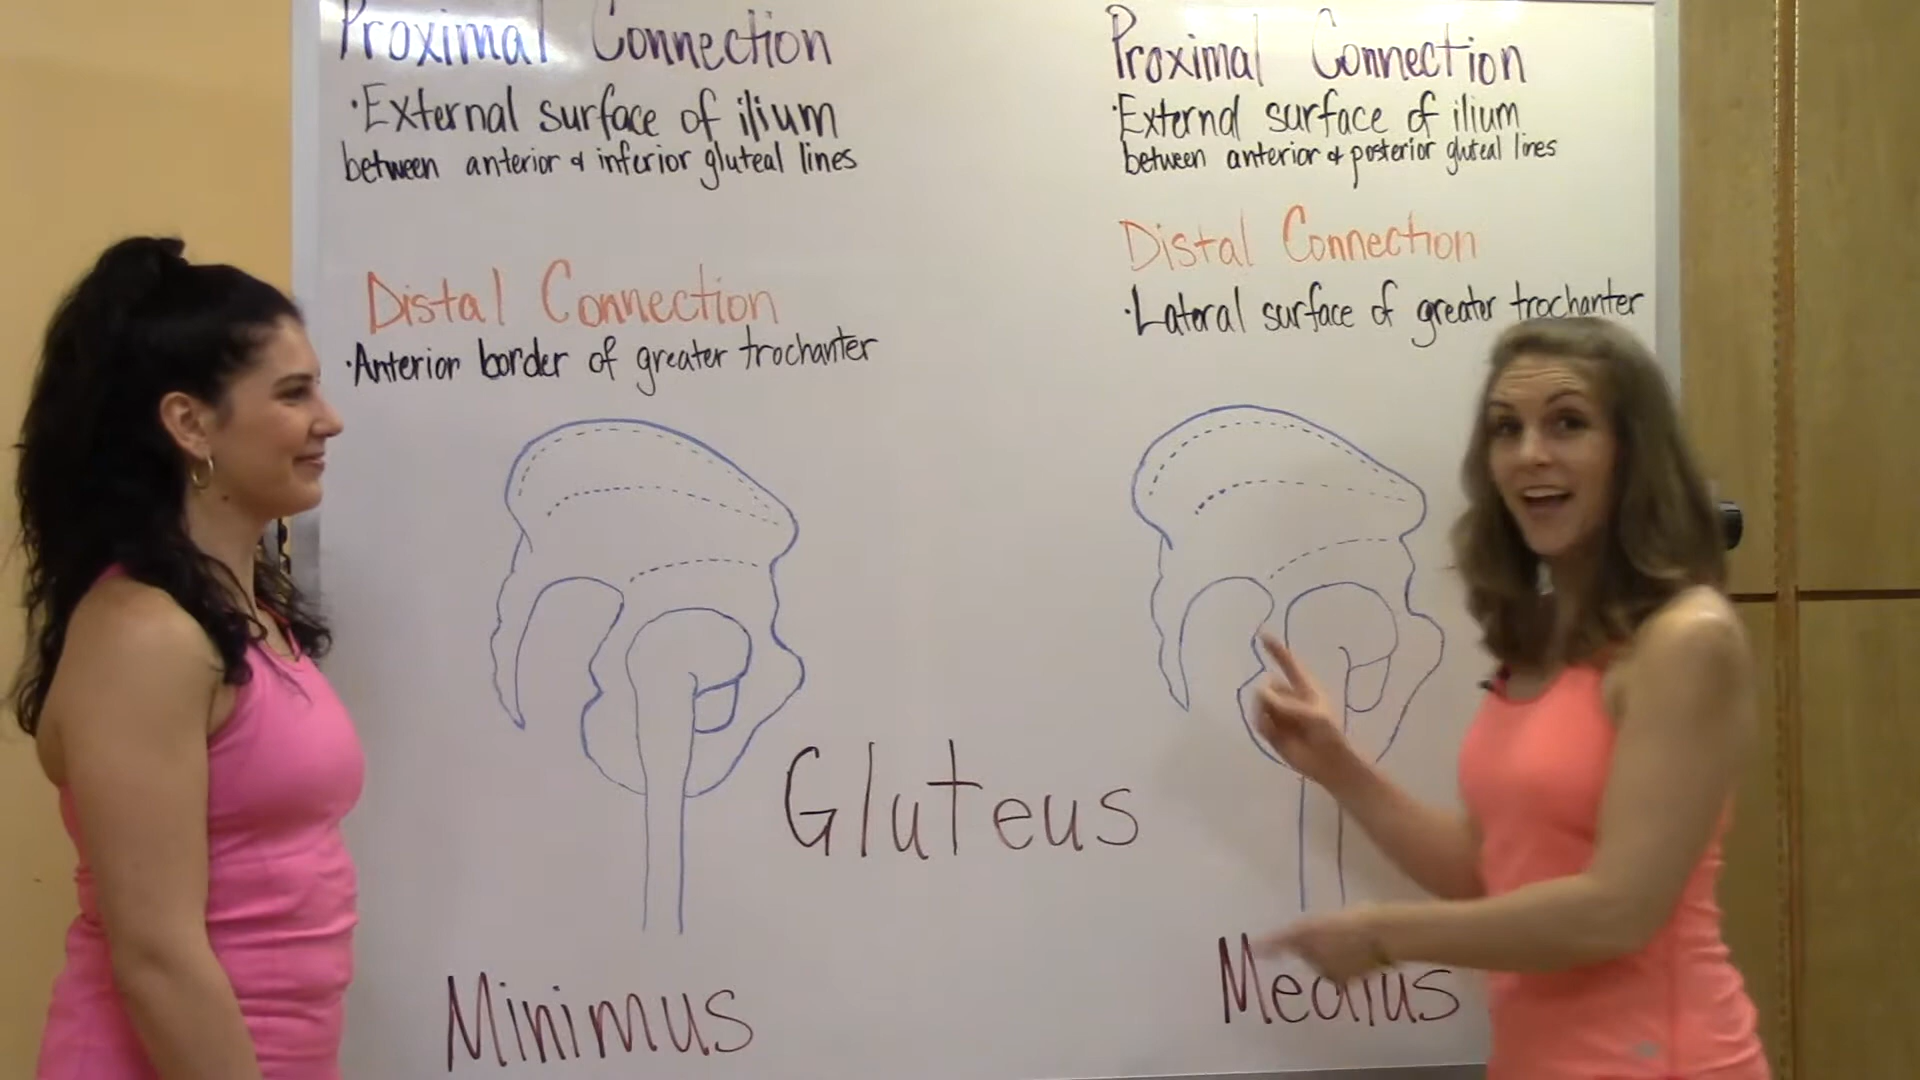 Proximal Connection
·External surface of ilium
between anterior & inferior gluteal lines
Distal Connection
·Anterior border of greater trochanter
Proximal Connection
·External surface of ilium
between anterior & posterior gluteal lines
Distal Connection
·Lateral surface of greater trochanter
Gluteus
Minimus
Medius